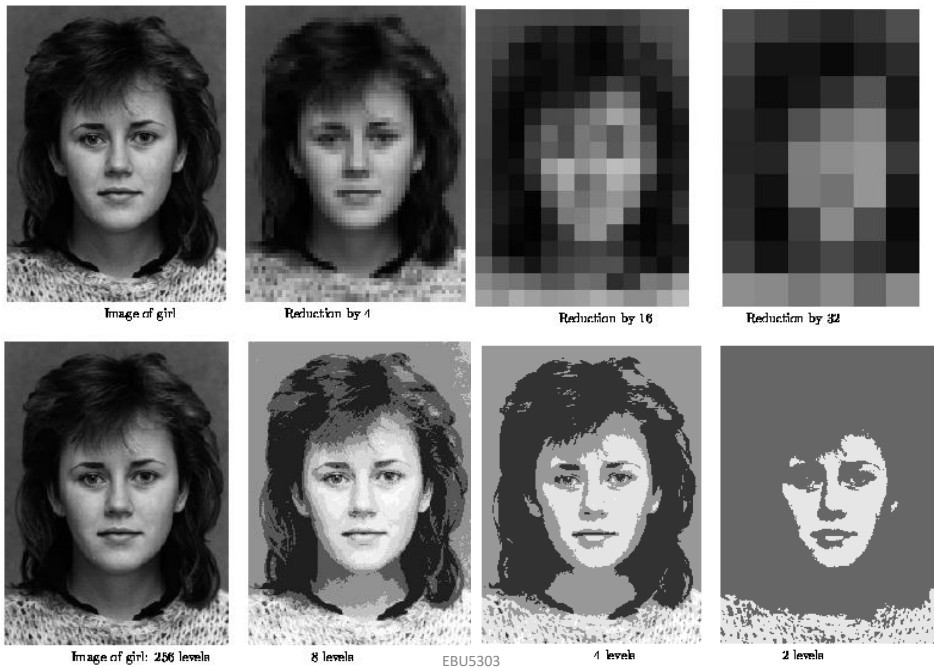 Image of girl
Reduction by 4
Reduction by 16
Reduction by 32
Image of girl: 256 levels
8 levels
4 levels
2 levels
EBU5303